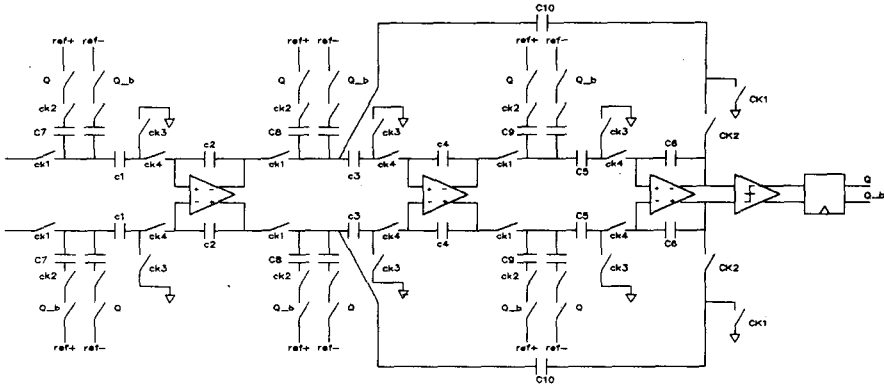 C10
ref+ ref- ref+ ref- ref+ ref-
Q Q_b Q Q_b Q Q_b
CK1
ck2 ck2 ck2
C7 ck3 C8 ck3 C9 ck3 CK2
c2 c4 C6
ck1 c1 ck4 ck1 c3 ck4 ck1 C5 ck4
Q
Q_b
c1 c3 C5
ck1 ck4 c2 ck1 ck4 c4 ck1 ck4 C6
C7 C8 C9
ck2 ck3 ck2 ck3 ck2 ck3 CK2
Q_b Q Q_b Q Q_b Q
CK1
ref+ ref- ref+ ref- ref+ ref-
C10